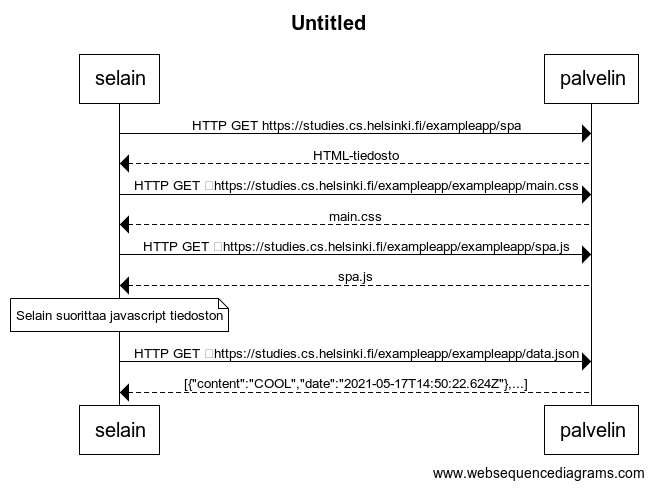 Untitled
selain palvelin
HTTP GET https://studies.cs.helsinki.fi/exampleapp/spa
HTML-tiedosto
HTTP GET https://studies.cs.helsinki.fi/exampleapp/exampleapp/main.css
main.css
HTTP GET https://studies.cs.helsinki.fi/exampleapp/exampleapp/spa.js
spa.js
Selain suorittaa javascript tiedoston
HTTP GET https://studies.cs.helsinki.fi/exampleapp/exampleapp/data.json
[{"content":"COOL","date":"2021-05-17T14:50:22.624Z"},...]
selain palvelin
www.websequencediagrams.com